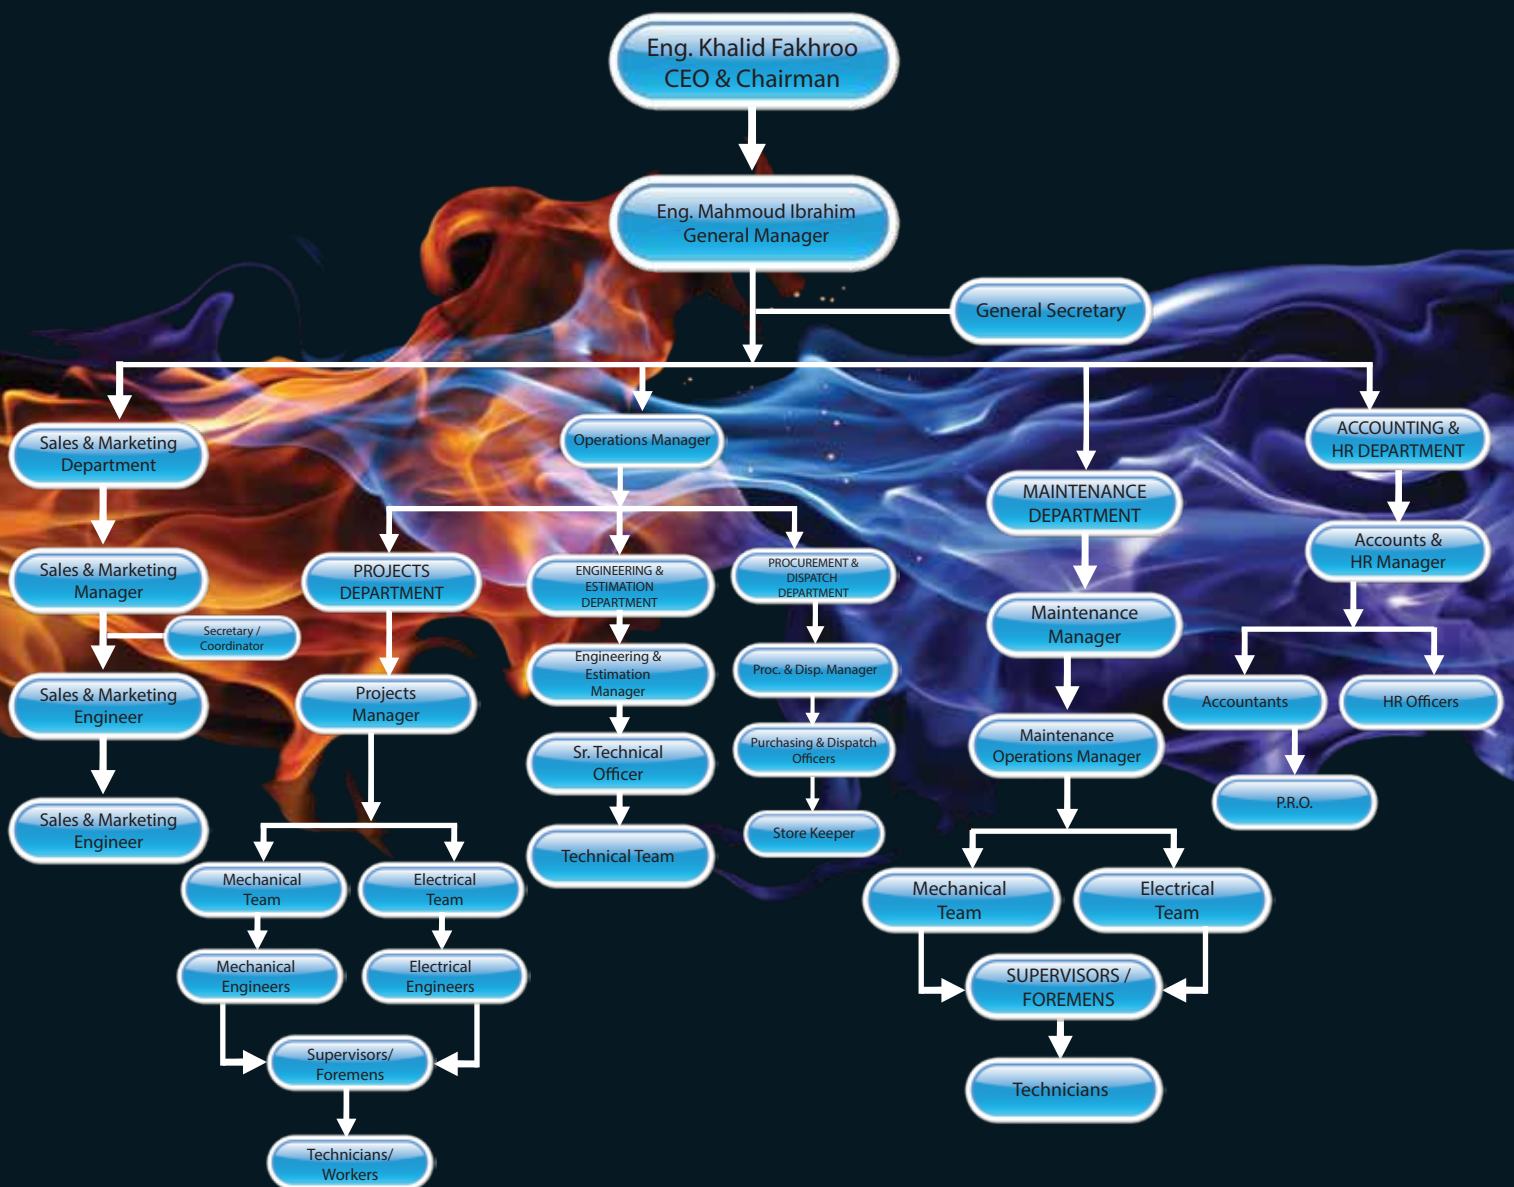 Eng. Khalid Fakhroo
CEO & Chairman
Eng. Mahmoud Ibrahim
General Manager
General Secretary
Sales & Marketing
Department
Operations Manager
MAINTENANCE
DEPARTMENT
ACCOUNTING &
HR DEPARTMENT
Sales & Marketing
Manager
Secretary /
Coordinator
Sales & Marketing
Engineer
Sales & Marketing
Engineer
PROJECTS
DEPARTMENT
Projects
Manager
Mechanical
Team
Electrical
Team
Mechanical
Engineers
Electrical
Engineers
Supervisors/
Foremens
Technicians/
Workers
ENGINEERING &
ESTIMATION
DEPARTMENT
Engineering &
Estimation
Manager
Sr. Technical
Officer
Technical Team
PROCUREMENT &
DISPATCH
DEPARTMENT
Proc. & Disp. Manager
Purchasing & Dispatch
Officers
Store Keeper
Maintenance
Manager
Maintenance
Operations Manager
Mechanical
Team
Electrical
Team
SUPERVISORS /
FOREMENS
Technicians
Accounts &
HR Manager
Accountants
HR Officers
P.R.O.